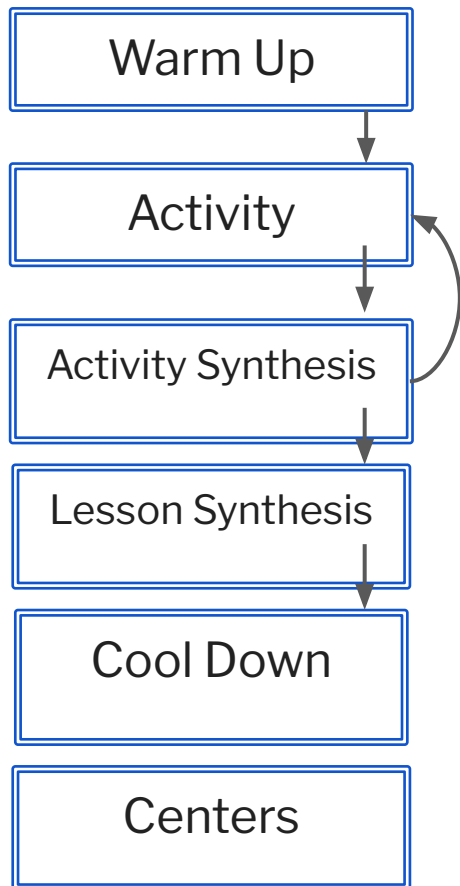 Warm Up
Activity
Activity Synthesis
Lesson Synthesis
Cool Down
Centers